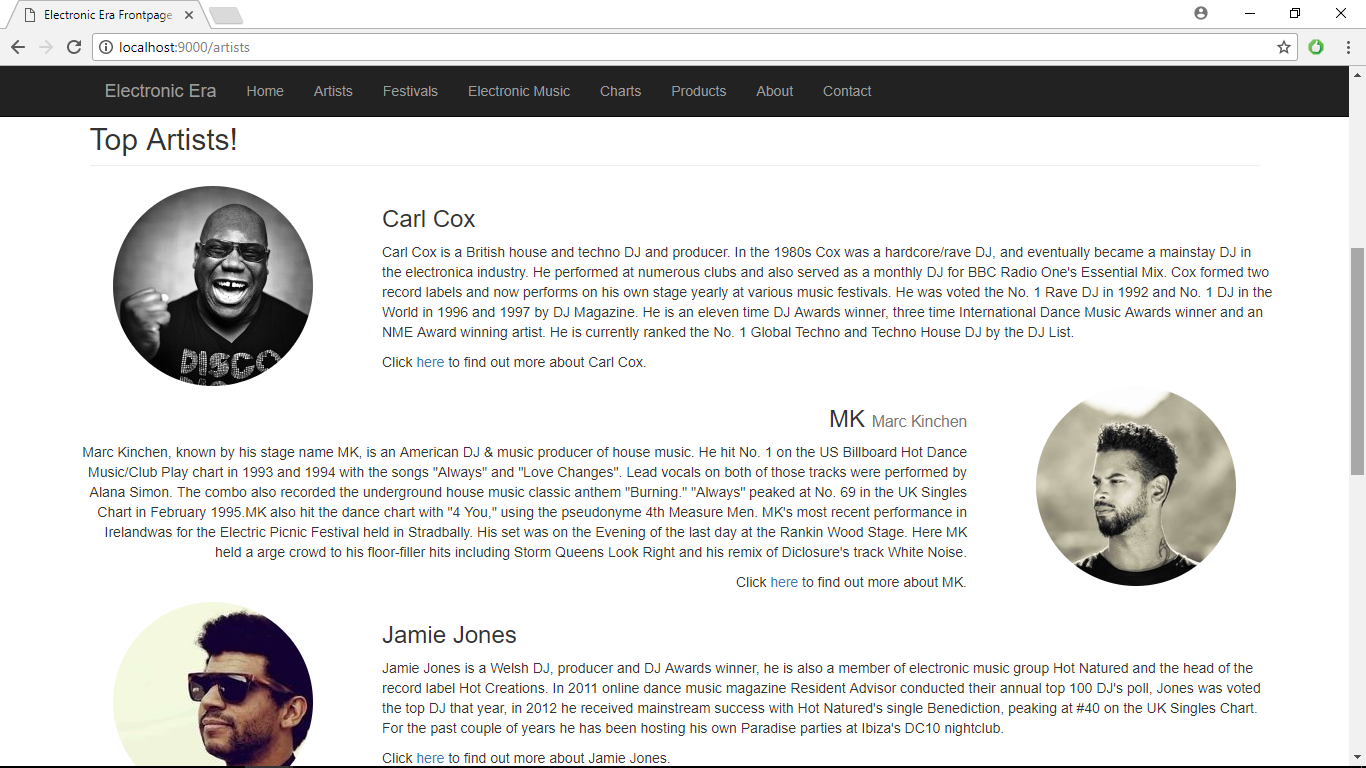 Electronic Era Frontpage
localhost:9000/artists
Electronic Era Home Artists Festivals Electronic Music Charts Products About Contact
Top Artists!
DISCO
Carl Cox
Carl Cox is a British house and techno DJ and producer. In the 1980s Cox was a hardcore/rave DJ, and eventually became a mainstay DJ in
the electronica industry. He performed at numerous clubs and also served as a monthly DJ for BBC Radio One's Essential Mix. Cox formed two
record labels and now performs on his own stage yearly at various music festivals. He was voted the No. 1 Rave DJ in 1992 and No. 1 DJ in the
World in 1996 and 1997 by DJ Magazine. He is an eleven time DJ Awards winner, three time International Dance Music Awards winner and an
NME Award winning artist. He is currently ranked the No. 1 Global Techno and Techno House DJ by the DJ List.
Click here to find out more about Carl Cox.
MK Marc Kinchen
Marc Kinchen, known by his stage name MK, is an American DJ & music producer of house music. He hit No. 1 on the US Billboard Hot Dance
Music/Club Play chart in 1993 and 1994 with the songs "Always" and "Love Changes". Lead vocals on both of those tracks were performed by
Alana Simon. The combo also recorded the underground house music classic anthem "Burning." "Always" peaked at No. 69 in the UK Singles
Chart in February 1995.MK also hit the dance chart with "4 You," using the pseudonyme 4th Measure Men. MK's most recent performance in
Irelandwas for the Electric Picnic Festival held in Stradbally. His set was on the Evening of the last day at the Rankin Wood Stage. Here MK
held a arge crowd to his floor-filler hits including Storm Queens Look Right and his remix of Diclosure's track White Noise.
Click here to find out more about MK.
Jamie Jones
Jamie Jones is a Welsh DJ, producer and DJ Awards winner, he is also a member of electronic music group Hot Natured and the head of the
record label Hot Creations. In 2011 online dance music magazine Resident Advisor conducted their annual top 100 DJ's poll, Jones was voted
the top DJ that year, in 2012 he received mainstream success with Hot Natured's single Benediction, peaking at #40 on the UK Singles Chart.
For the past couple of years he has been hosting his own Paradise parties at Ibiza's DC10 nightclub.
Click here to find out more about Jamie Jones.